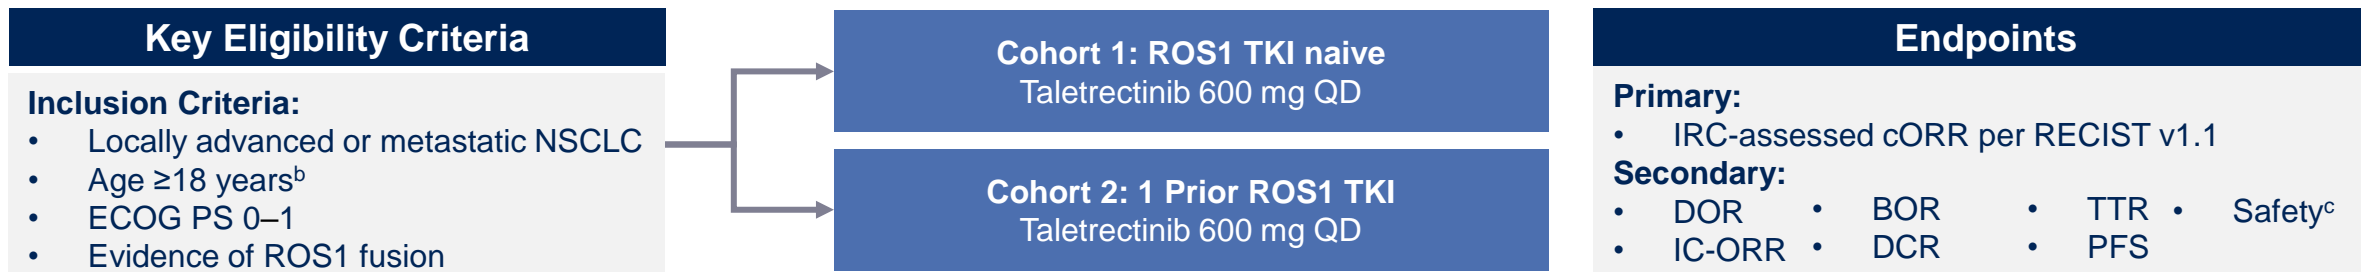 Key Eligibility Criteria
Inclusion Criteria:
• Locally advanced or metastatic NSCLC
• Age ≥18 yearsᵇ
• ECOG PS 0–1
• Evidence of ROS1 fusion
Cohort 1: ROS1 TKI naive
Taletrectinib 600 mg QD
Cohort 2: 1 Prior ROS1 TKI
Taletrectinib 600 mg QD
Endpoints
Primary:
• IRC-assessed cORR per RECIST v1.1
Secondary:
• DOR • BOR • TTR • Safetyᶜ
• IC-ORR • DCR • PFS